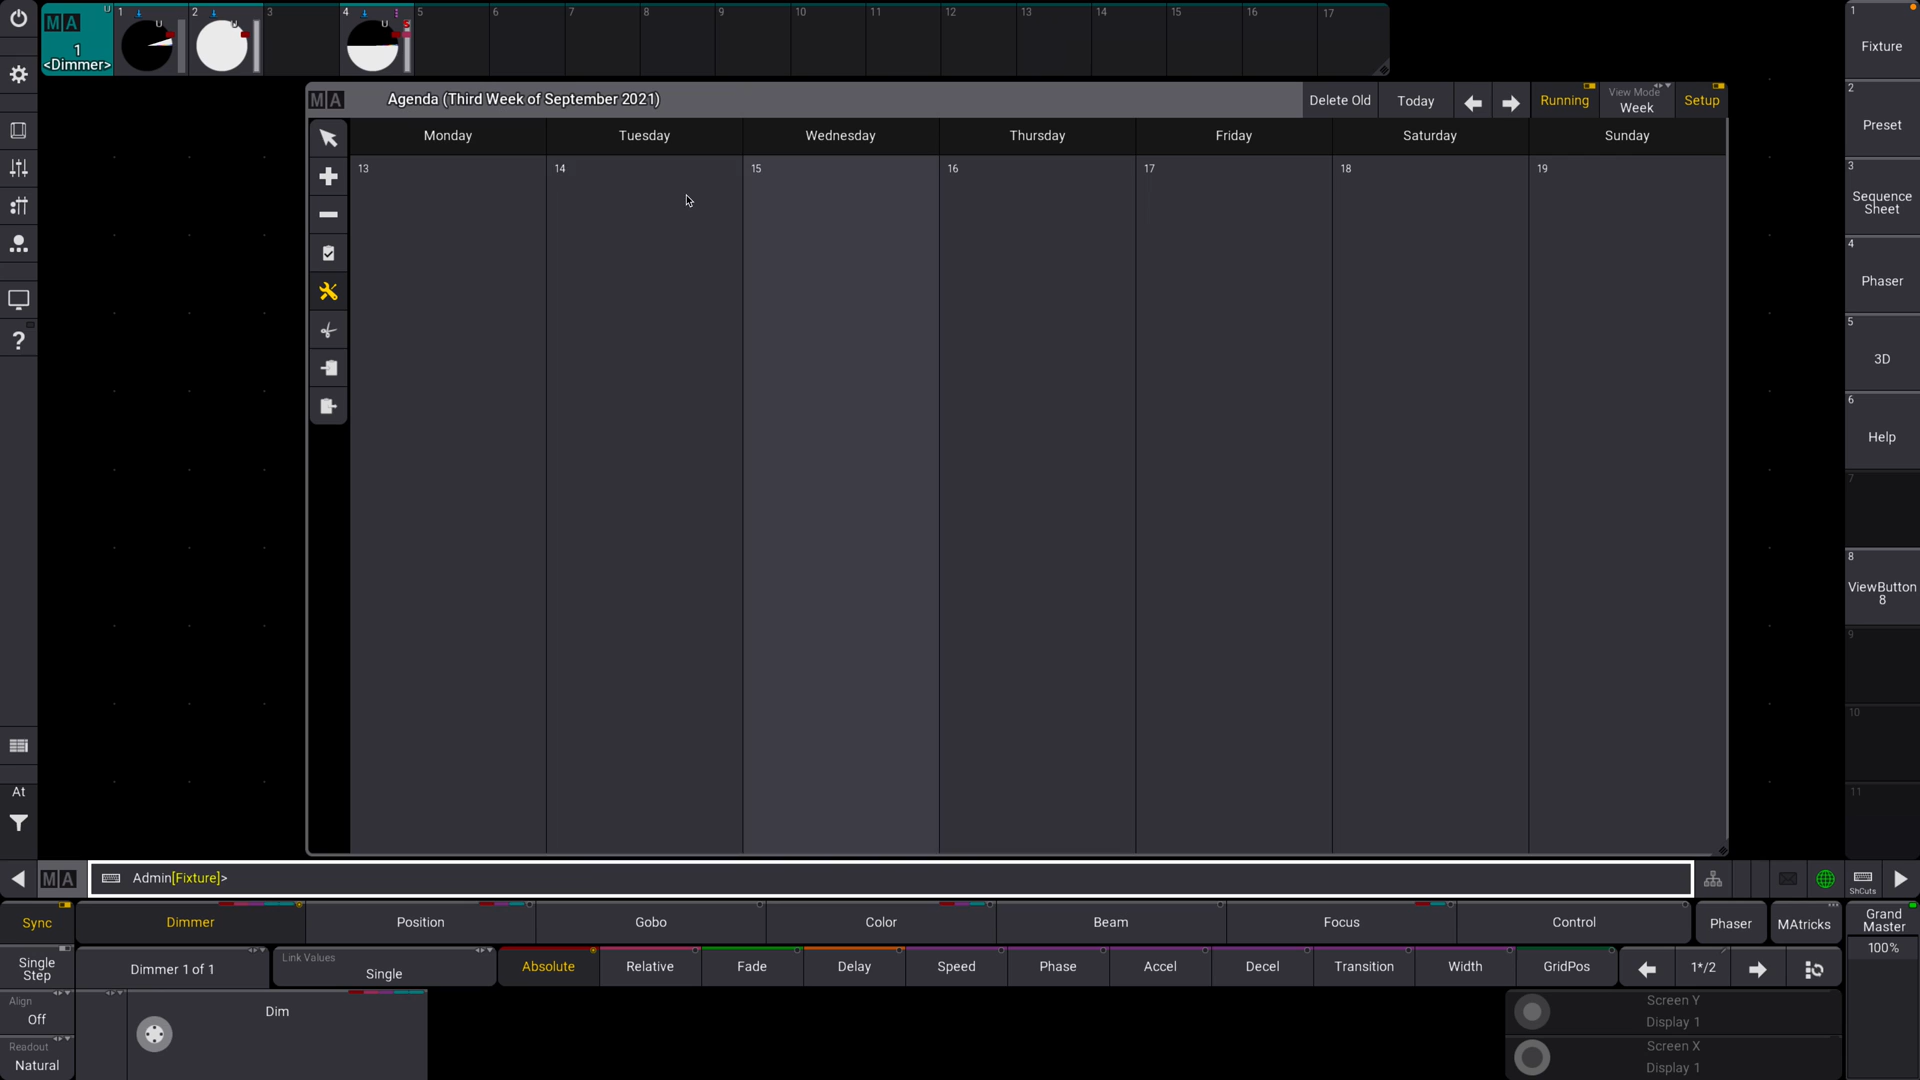 MA
U
1
<Dimmer>
1
U
2
U
3
4
U
S
5
6
7
8
9
10
11
12
13
14
15
16
17
MA
Agenda (Third Week of September 2021)
Delete Old
Today
Running
View Mode
Week
Setup
Monday
Tuesday
Wednesday
Thursday
Friday
Saturday
Sunday
13
14
15
16
17
18
19
1
Fixture
2
Preset
3
Sequence
Sheet
4
Phaser
5
3D
6
Help
7
8
ViewButton
8
9
10
11
?
At
MA
Admin[Fixture]>
ShCuts
Sync
Dimmer
Position
Gobo
Color
Beam
Focus
Control
Phaser
MAtricks
Grand
Master
100%
Single
Step
Dimmer 1 of 1
Link Values
Single
Absolute
Relative
Fade
Delay
Speed
Phase
Accel
Decel
Transition
Width
GridPos
1*/2
Align
Off
Readout
Natural
Dim
Screen Y
Display 1
Screen X
Display 1